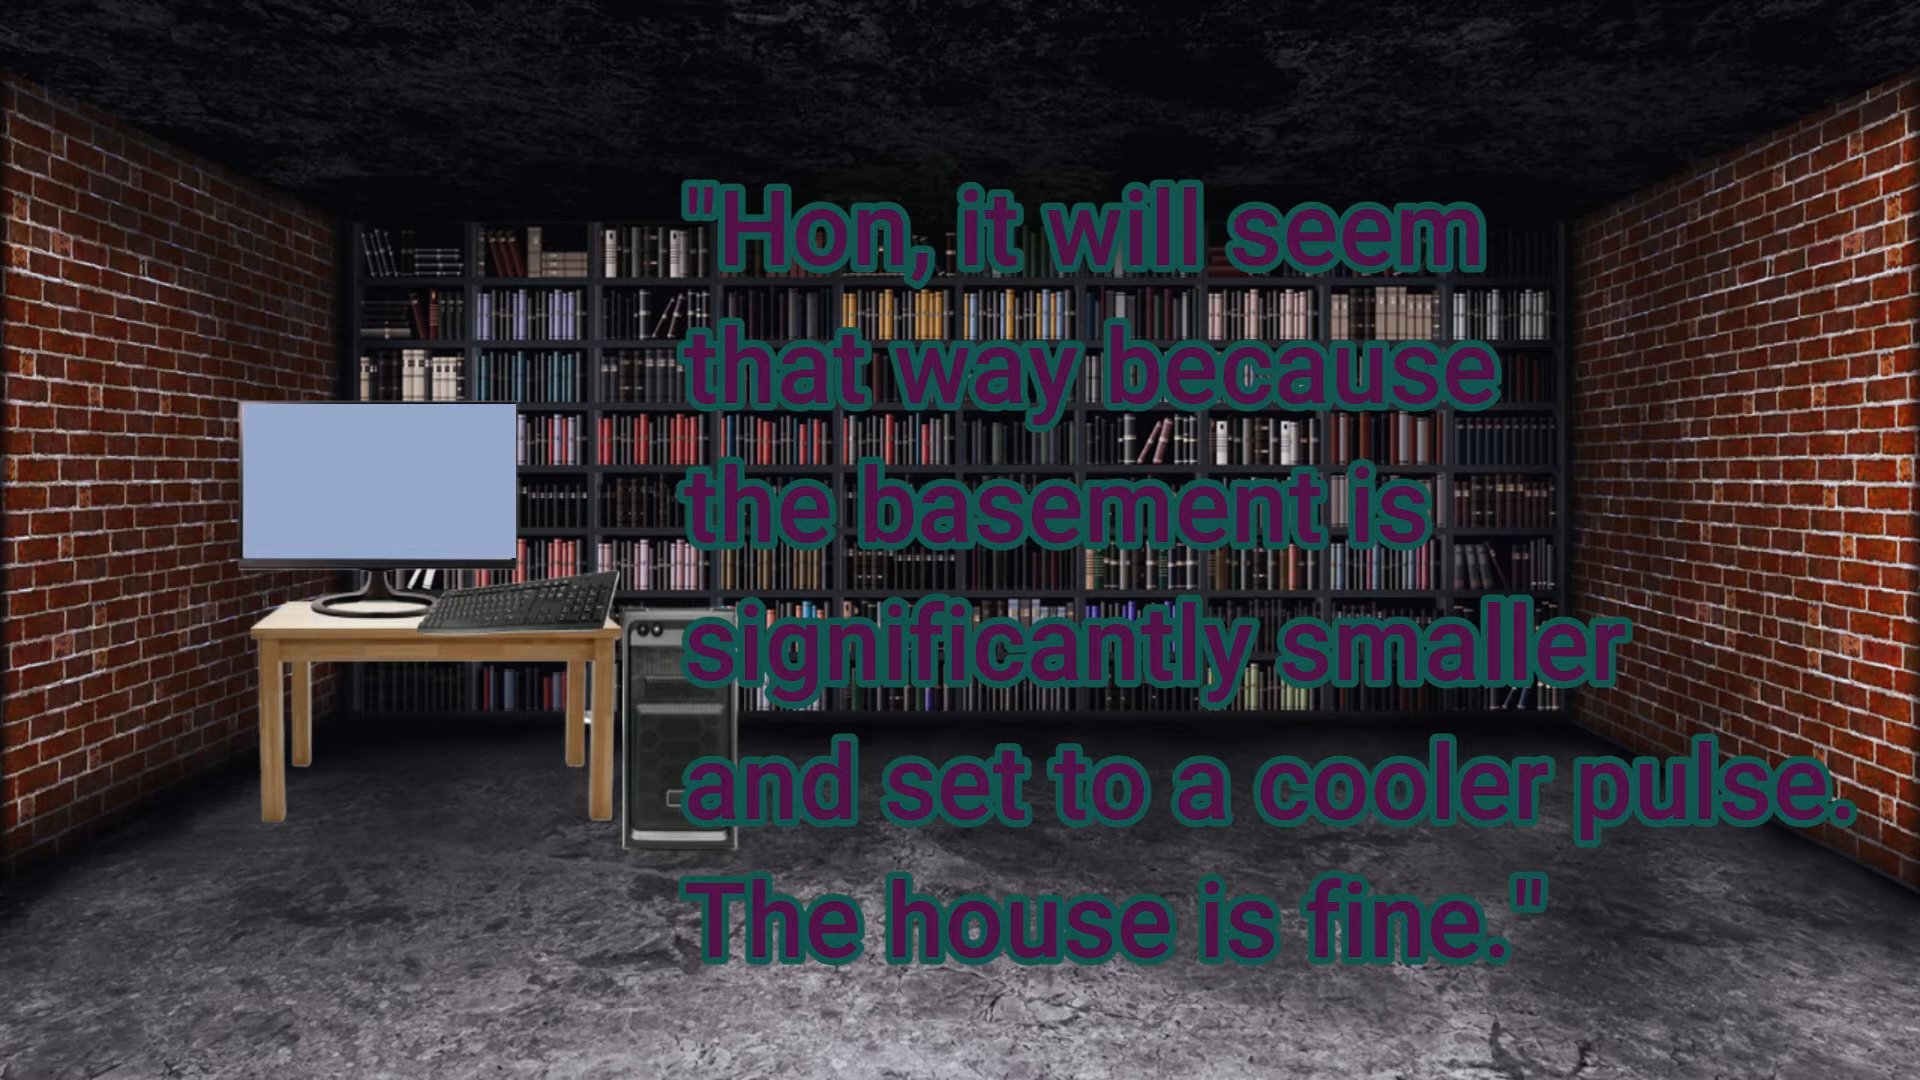 "Hon, it will seem
that way because
the basement is
significantly smaller
and set to a cooler pulse.
The house is fine."